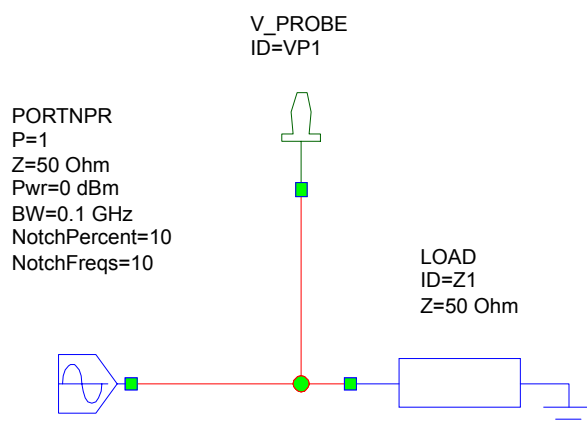 V_PROBE
ID=VP1
PORTNPR
P=1
Z=50 Ohm
Pwr=0 dBm
BW=0.1 GHz
NotchPercent=10
NotchFreqs=10
LOAD
ID=Z1
Z=50 Ohm